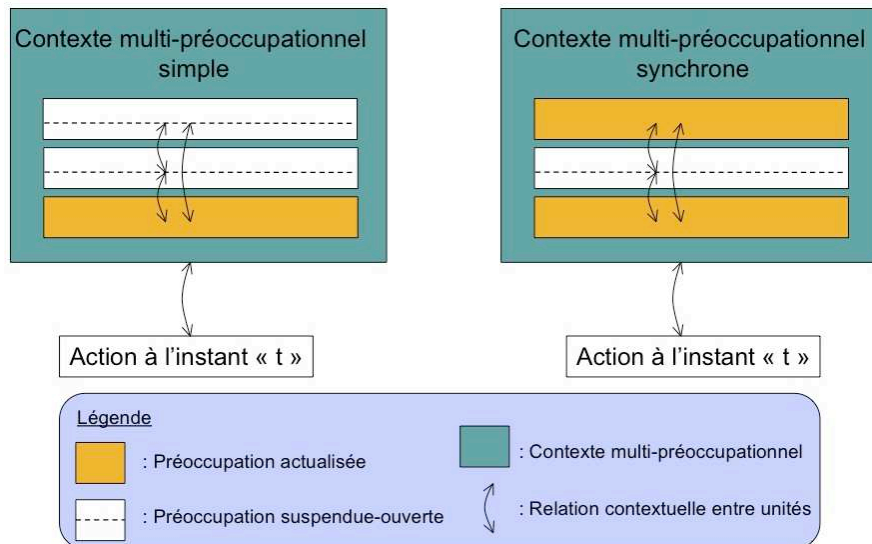 Contexte multi-préoccupationnel
simple
Contexte multi-préoccupationnel
synchrone
Action à l'instant « t »
Action à l'instant « t »
Légende
: Préoccupation actualisée
: Contexte multi-préoccupationnel
: Préoccupation suspendue-ouverte
: Relation contextuelle entre unités